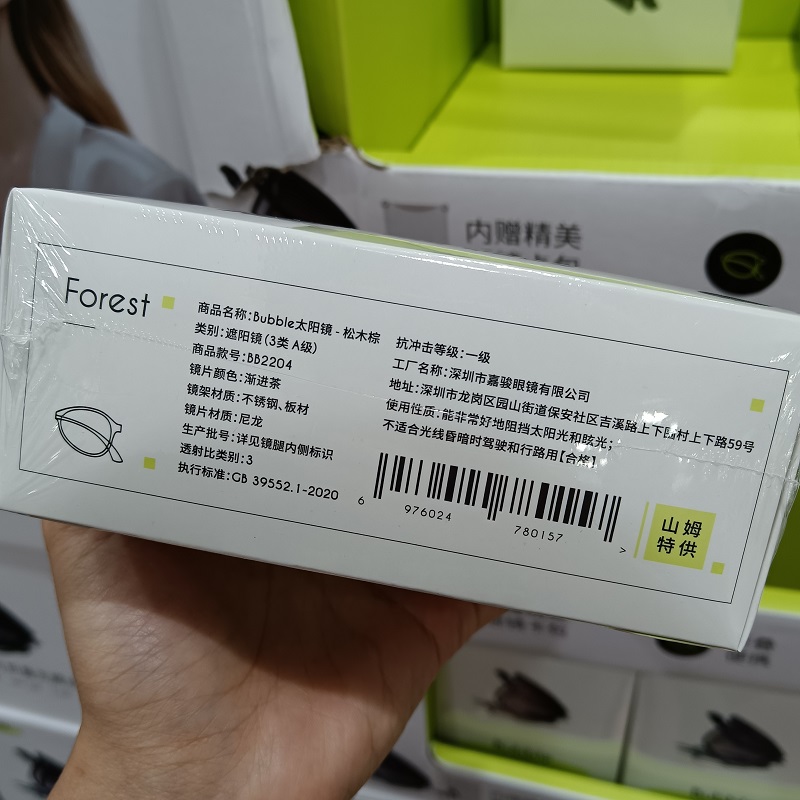 内赠精美
Forest
商品名称:Bubble太阳镜-松木棕
类别:遮阳镜(3类 A级)
商品款号:BB2204
镜片颜色:渐进茶
镜架材质:不锈钢、板材
镜片材质:尼龙
生产批号:详见镜腿内侧标识
透射比类别:3
执行标准:GB 39552.1-2020
抗冲击等级:一级
工厂名称:深圳市嘉骏眼镜有限公司
地址:深圳市龙岗区园山街道保安社区吉溪路上下村上下路59号
使用性质:能非常好地阻挡太阳光和眩光;
不适合光线昏暗时驾驶和行路用【合格】
6 976024 780157 >
山姆
特供